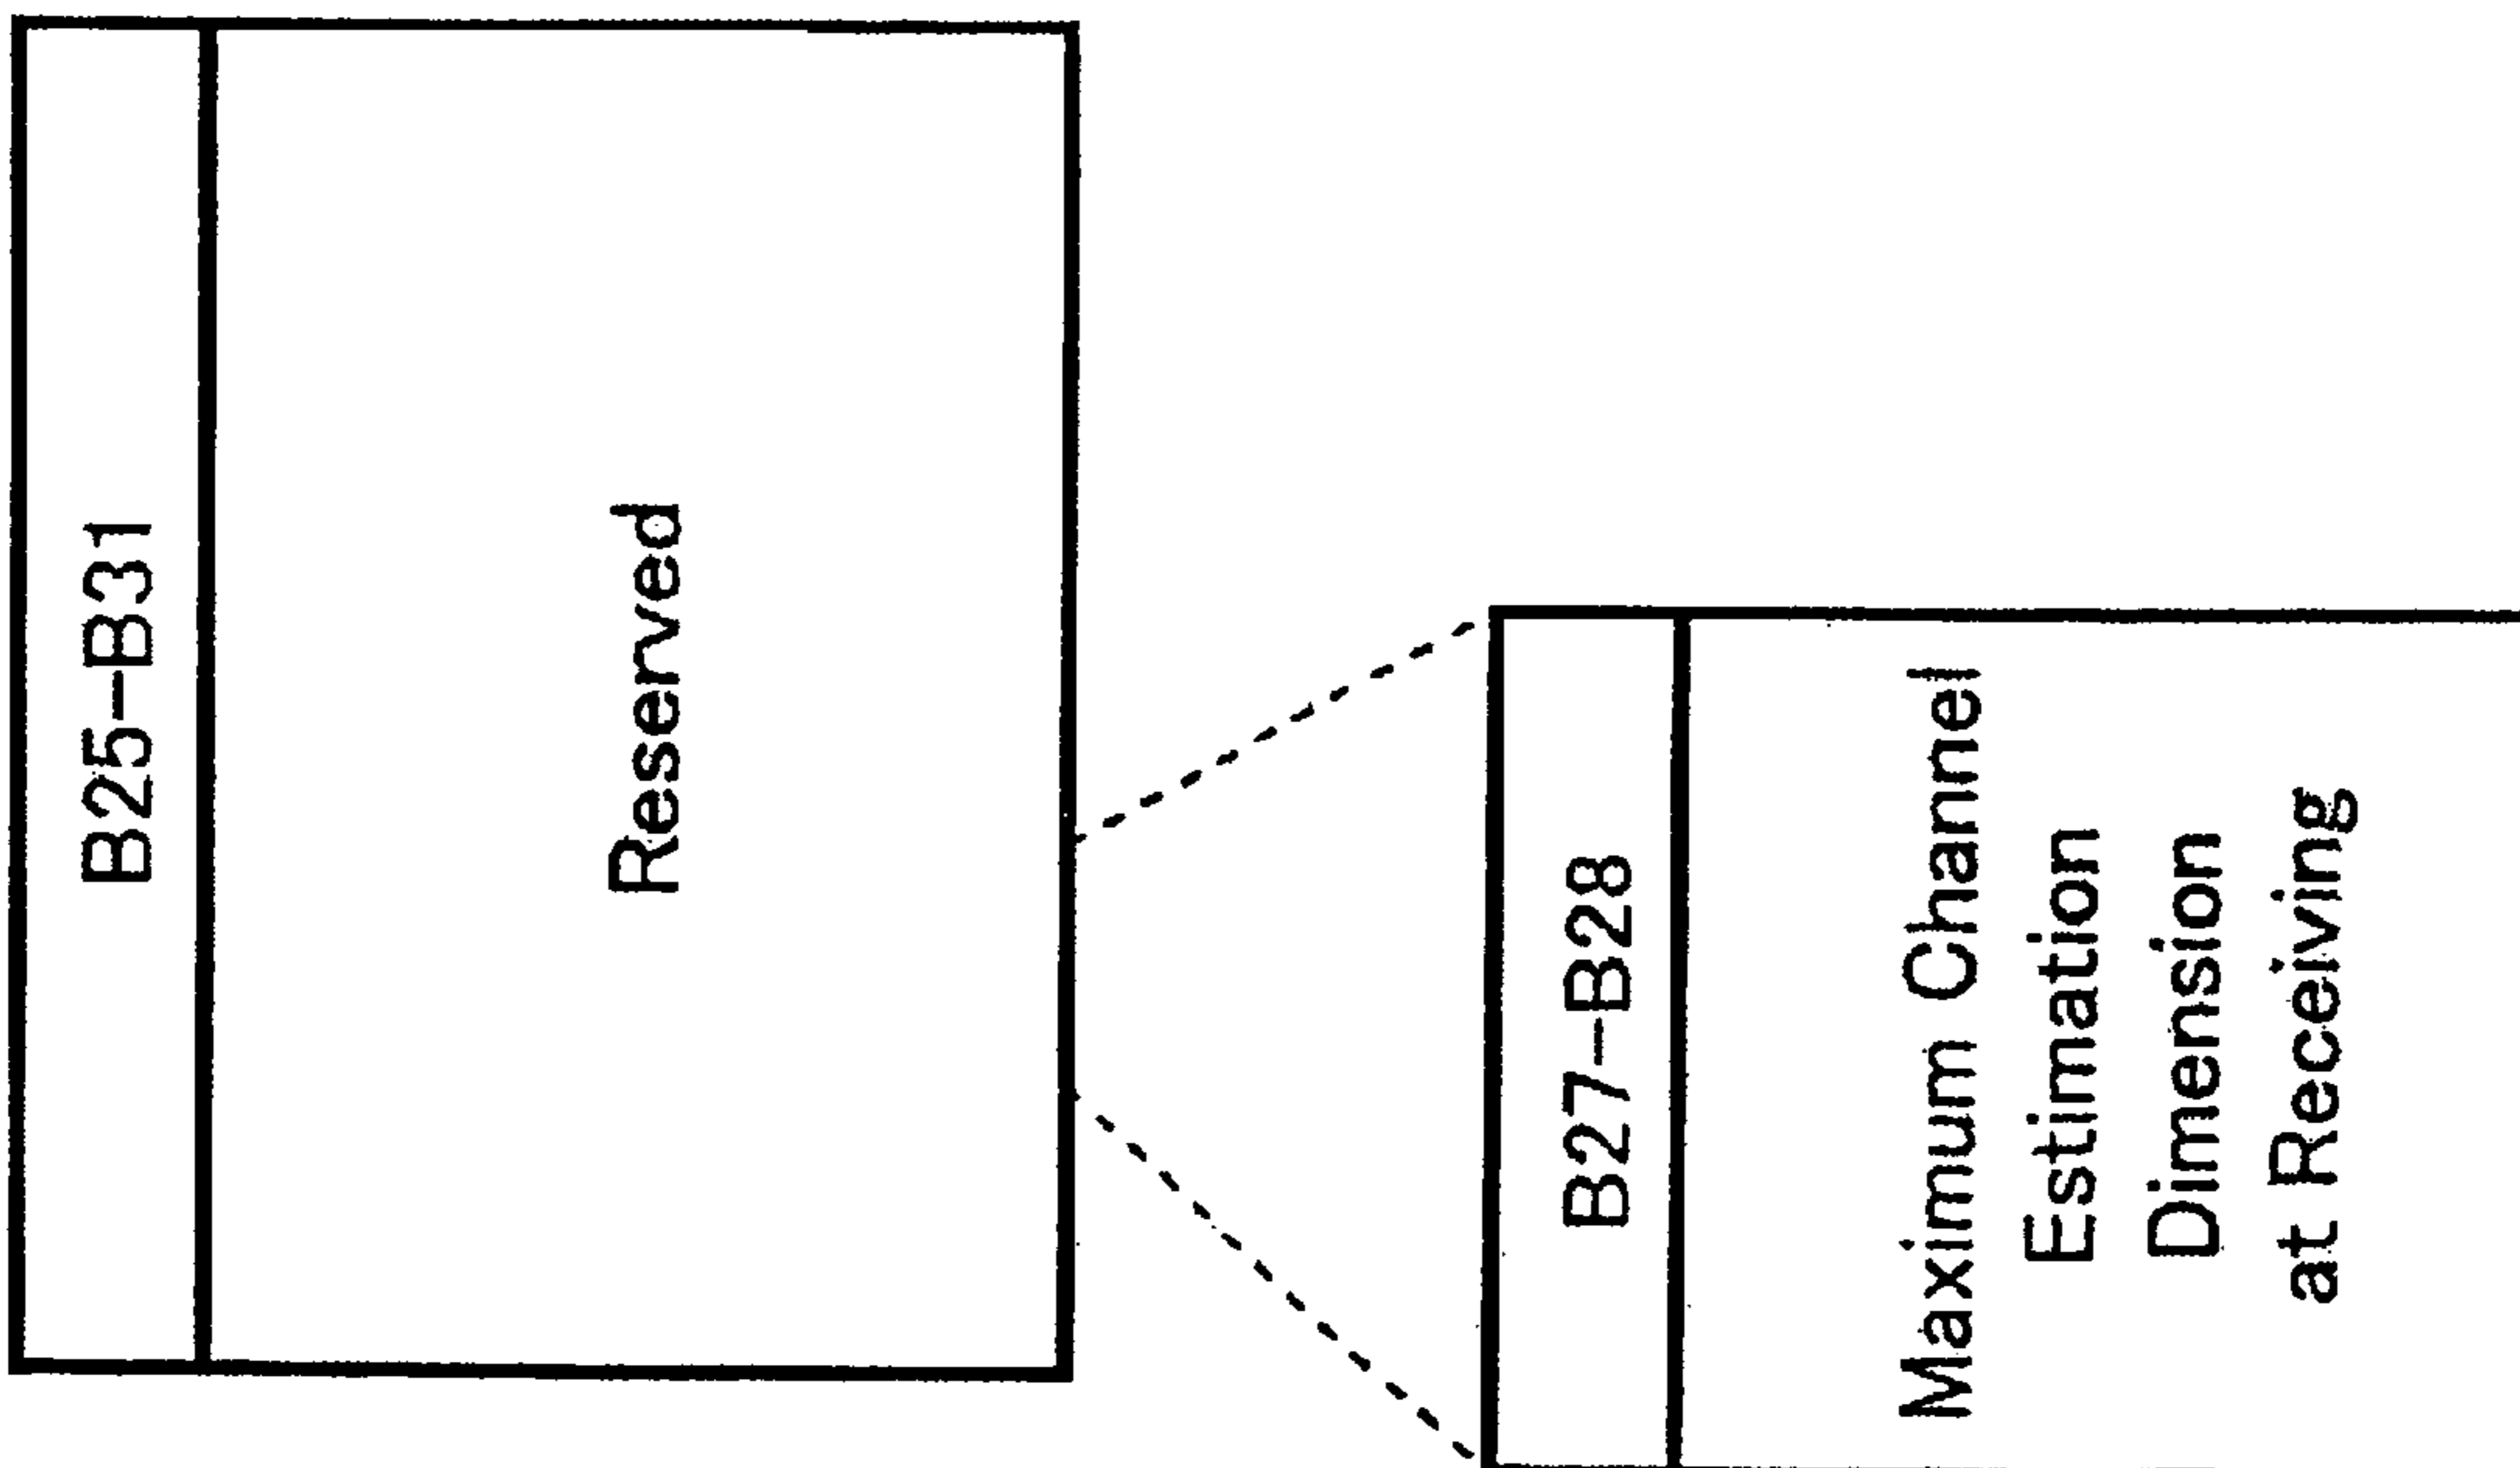 B25–B31
Reserved
B27–B28
Maximum Channel
Estimation
Dimension
at Receiving